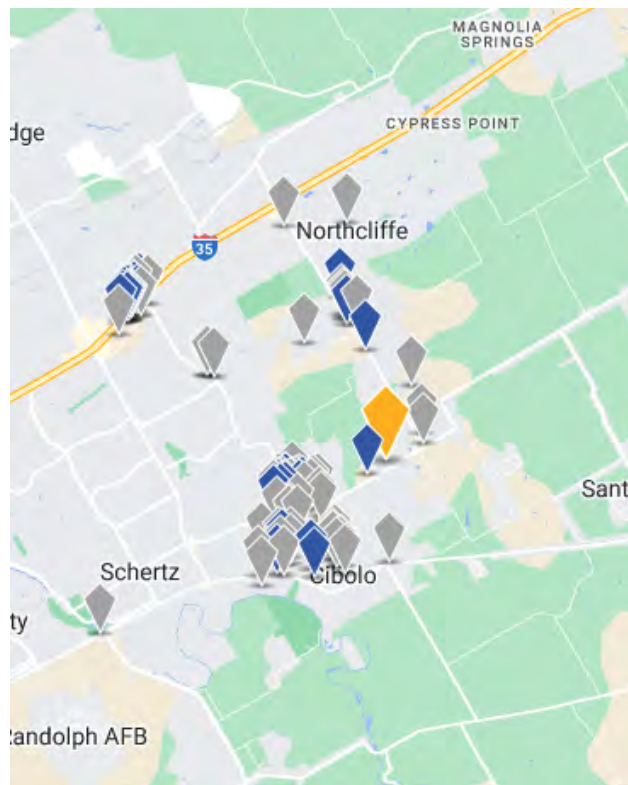 MAGNOLIA
SPRINGS
CYPRESS POINT
dge
Northcliffe
35
Sant
Schertz
Cibolo
ty
Randolph AFB